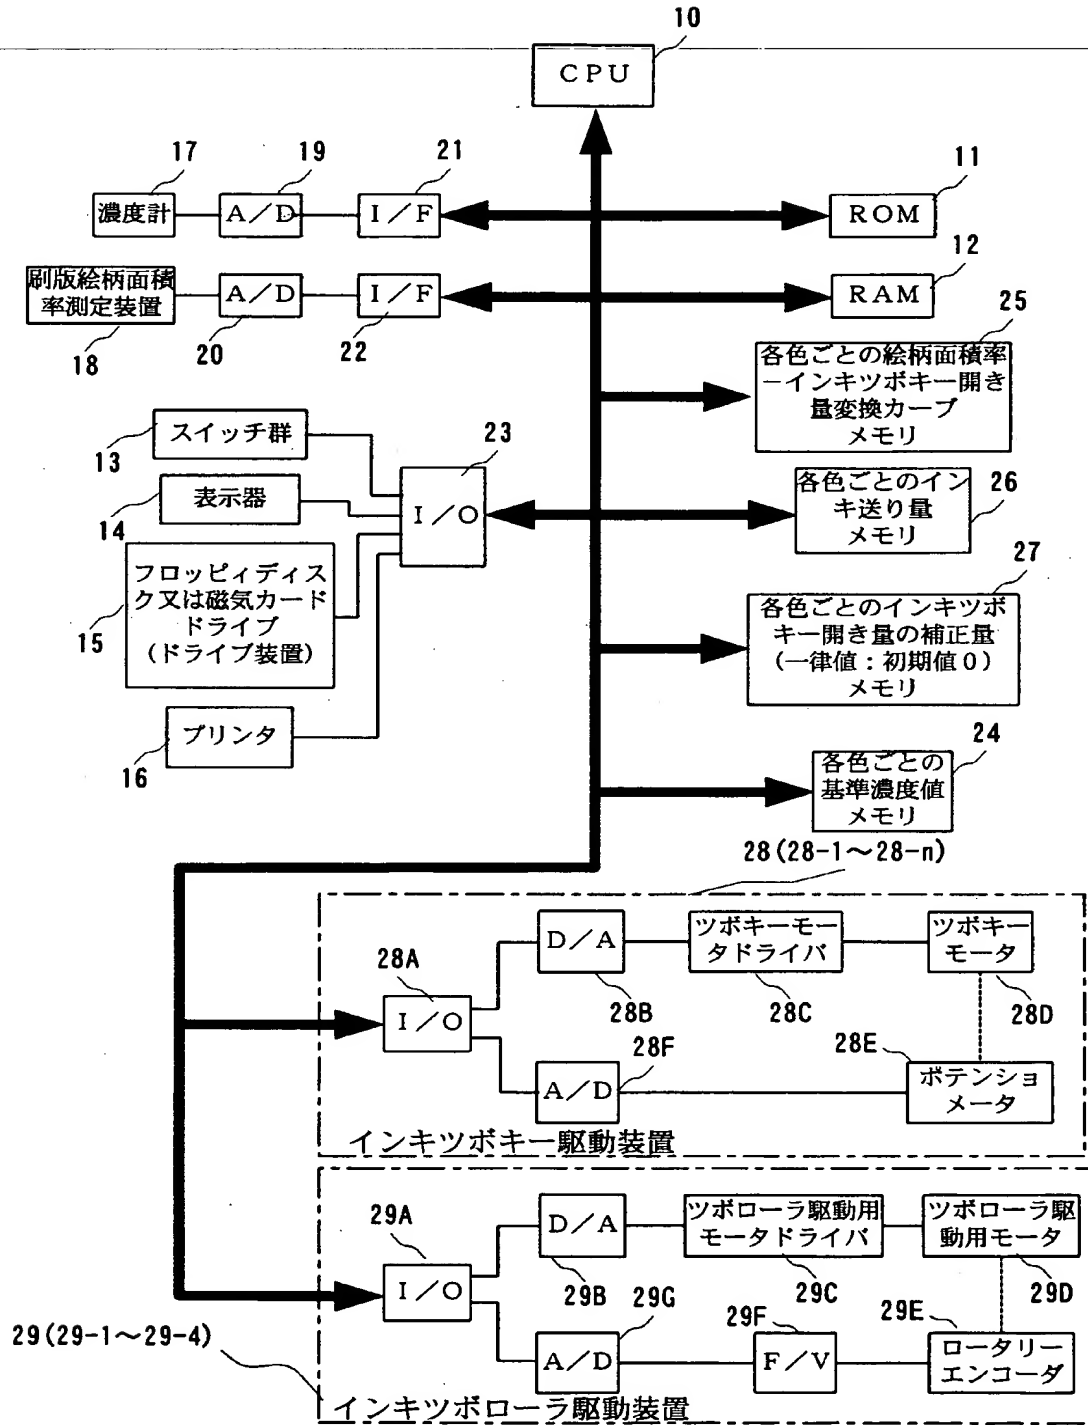 10
CPU
17
19
21
11
濃度計
A/D
I/F
ROM
12
刷版絵柄面積
率測定装置
A/D
I/F
RAM
18
20
22
25
各色ごとの絵柄面積率
－インキツボキー開き
量変換カーブ
メモリ
スイッチ群
13
23
表示器
14
I/O
各色ごとのイン
キ送り量
メモリ
26
フロッピィディス
ク又は磁気カード
ドライブ
(ドライブ装置)
15
27
各色ごとのインキツボ
キー開き量の補正量
(一律値：初期値0)
メモリ
プリンタ
16
24
各色ごとの
基準濃度値
メモリ
28(28-1～28-n)
28A
I/O
D/A
28B
ツボキーモー
タドライバ
28C
ツボキー
モータ
28D
28F
A/D
28E
ポテンショ
メータ
インキツボキー駆動装置
29A
I/O
D/A
29B
ツボローラ駆動用
モータドライバ
29C
ツボローラ駆
動用モータ
29D
29G
A/D
29F
F/V
29E
ロータリー
エンコーダ
29(29-1～29-4)
インキツボローラ駆動装置